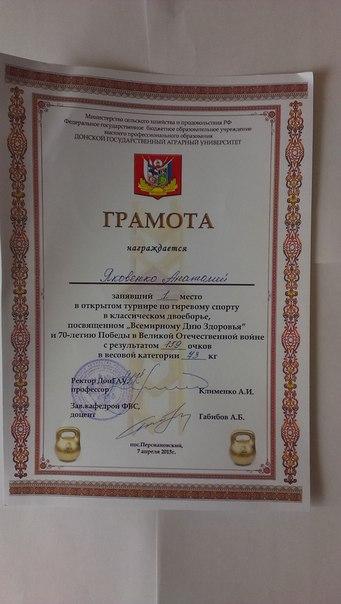 Министерство сельского хозяйства и продовольствия РФ
Федеральное государственное бюджетное образовательное учреждение
высшего профессионального образования
ДОНСКОЙ ГОСУДАРСТВЕННЫЙ АГРАРНЫЙ УНИВЕРСИТЕТ
ГРАМОТА
награждается
Яковенко Анатолий
занявший 1 место
в открытом турнире по гиревому спорту
в классическом двоеборье,
посвященном „Всемирному Дню Здоровья"
и 70-летию Победы в Великой Отечественной войне
с результатом очков
в весовой категории кг
Ректор ДонГАУ,
профессор Клименко А.И.
Зав.кафедрой ФВС,
доцент Габибов А.Б.
пос.Персиановский,
7 апреля 2015г.